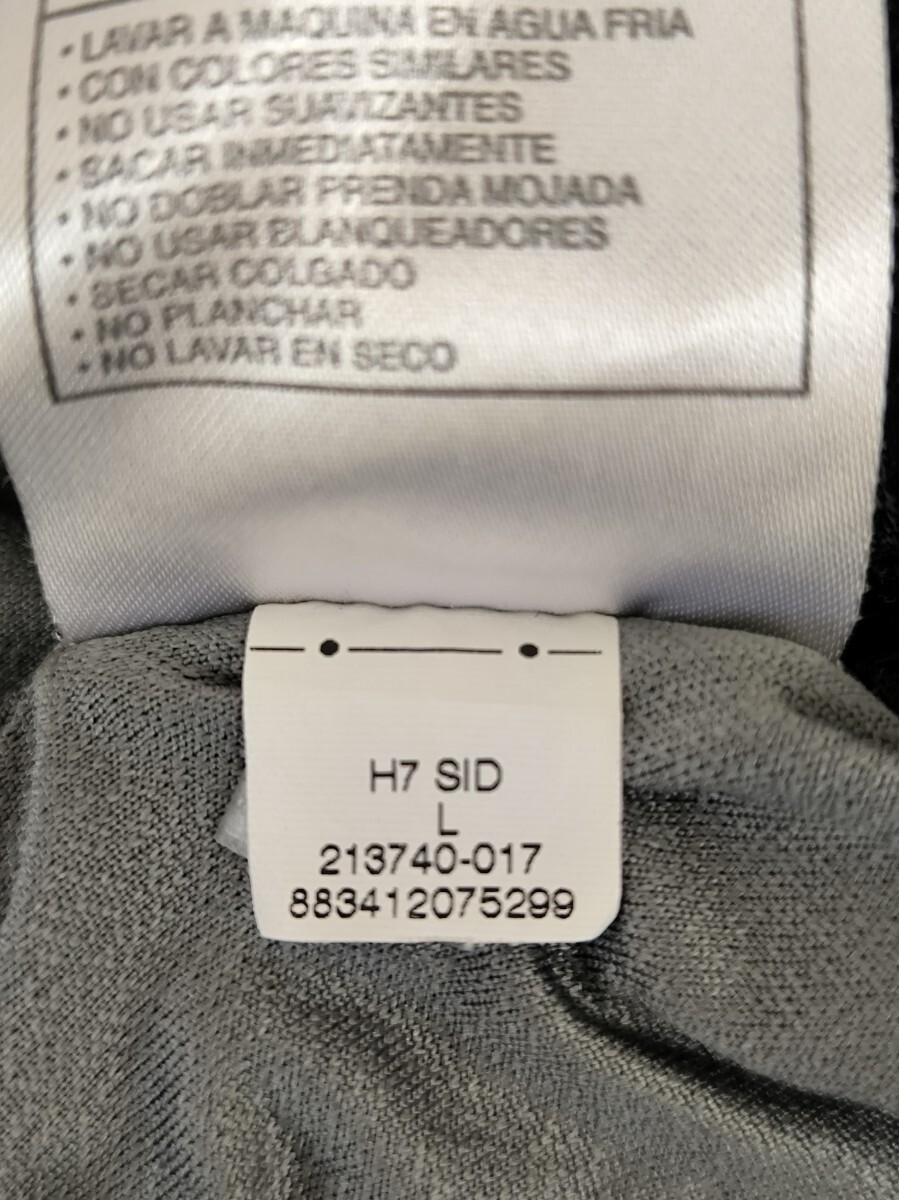 • LAVAR A MAQUINA EN AGUA FRIA
• CON COLORES SIMILARES
• NO USAR SUAVIZANTES
• SACAR INMEDIATAMENTE
• NO DOBLAR PRENDA MOJADA
• NO USAR BLANQUEADORES
• SECAR COLGADO
• NO PLANCHAR
• NO LAVAR EN SECO
H7 SID
L
213740-017
883412075299